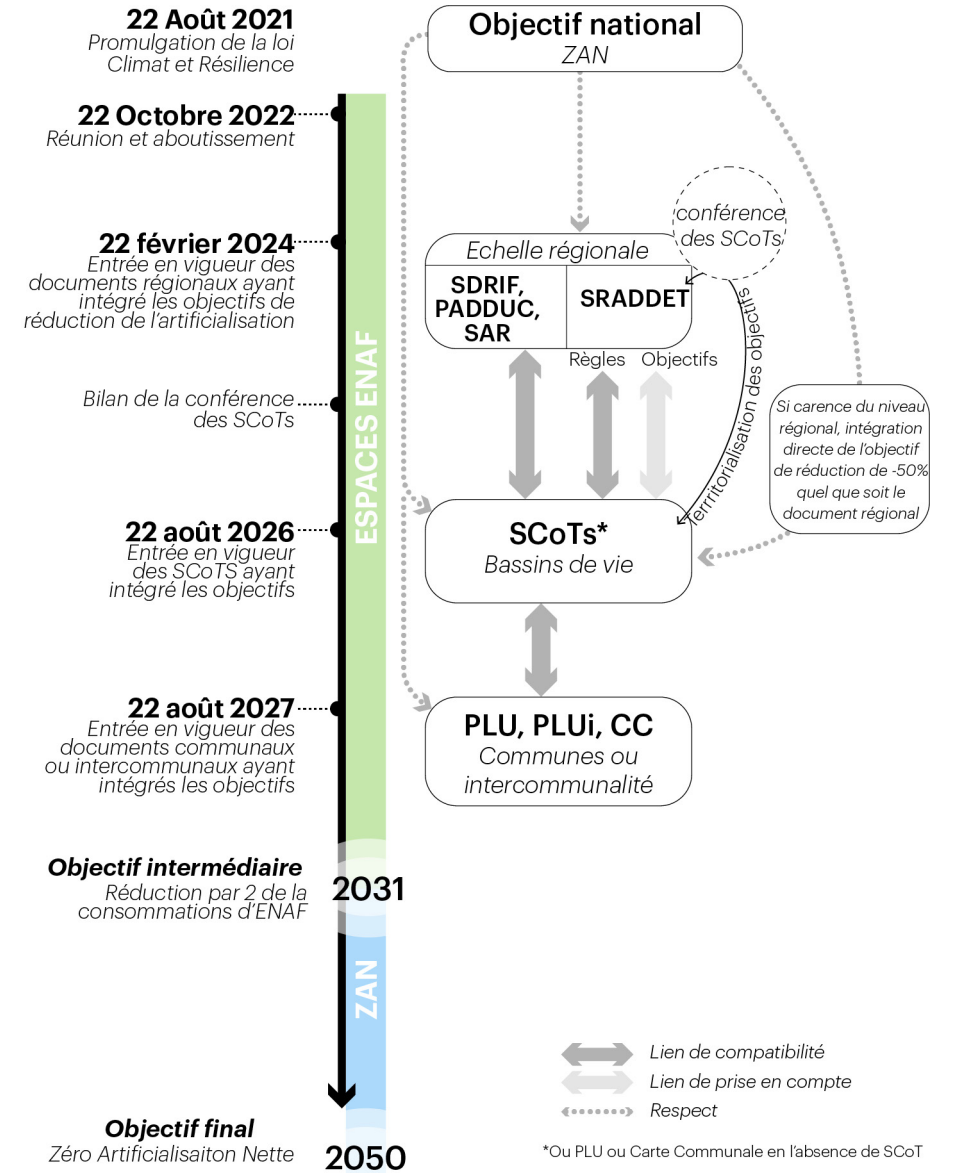 22 Août 2021
Promulgation de la loi
Climat et Résilience
22 Octobre 2022
Réunion et aboutissement
22 février 2024
Entrée en vigueur des
documents régionaux ayant
intégré les objectifs de
réduction de l'artificialisation
Bilan de la conférence
des SCoTs
22 août 2026
Entrée en vigueur
des SCoTS ayant
intégré les objectifs
22 août 2027
Entrée en vigueur des
documents communaux
ou intercommunaux ayant
intégrés les objectifs
Objectif intermédiaire
Réduction par 2 de la
consommations d'ENAF
2031
Objectif final
Zéro Artificialisaiton Nette
2050
ESPACES ENAF
ZAN
Objectif national
ZAN
conférence
des SCoTs
Echelle régionale
SDRIF,
PADDUC,
SAR
SRADDET
Règles
Objectifs
Terrritorialisation des objectifs
Si carence du niveau
régional, intégration
directe de l'objectif
de réduction de -50%
quel que soit le
document régional
SCoTs*
Bassins de vie
PLU, PLUi, CC
Communes ou
intercommunalité
Lien de compatibilité
Lien de prise en compte
Respect
*Ou PLU ou Carte Communale en l'absence de SCoT